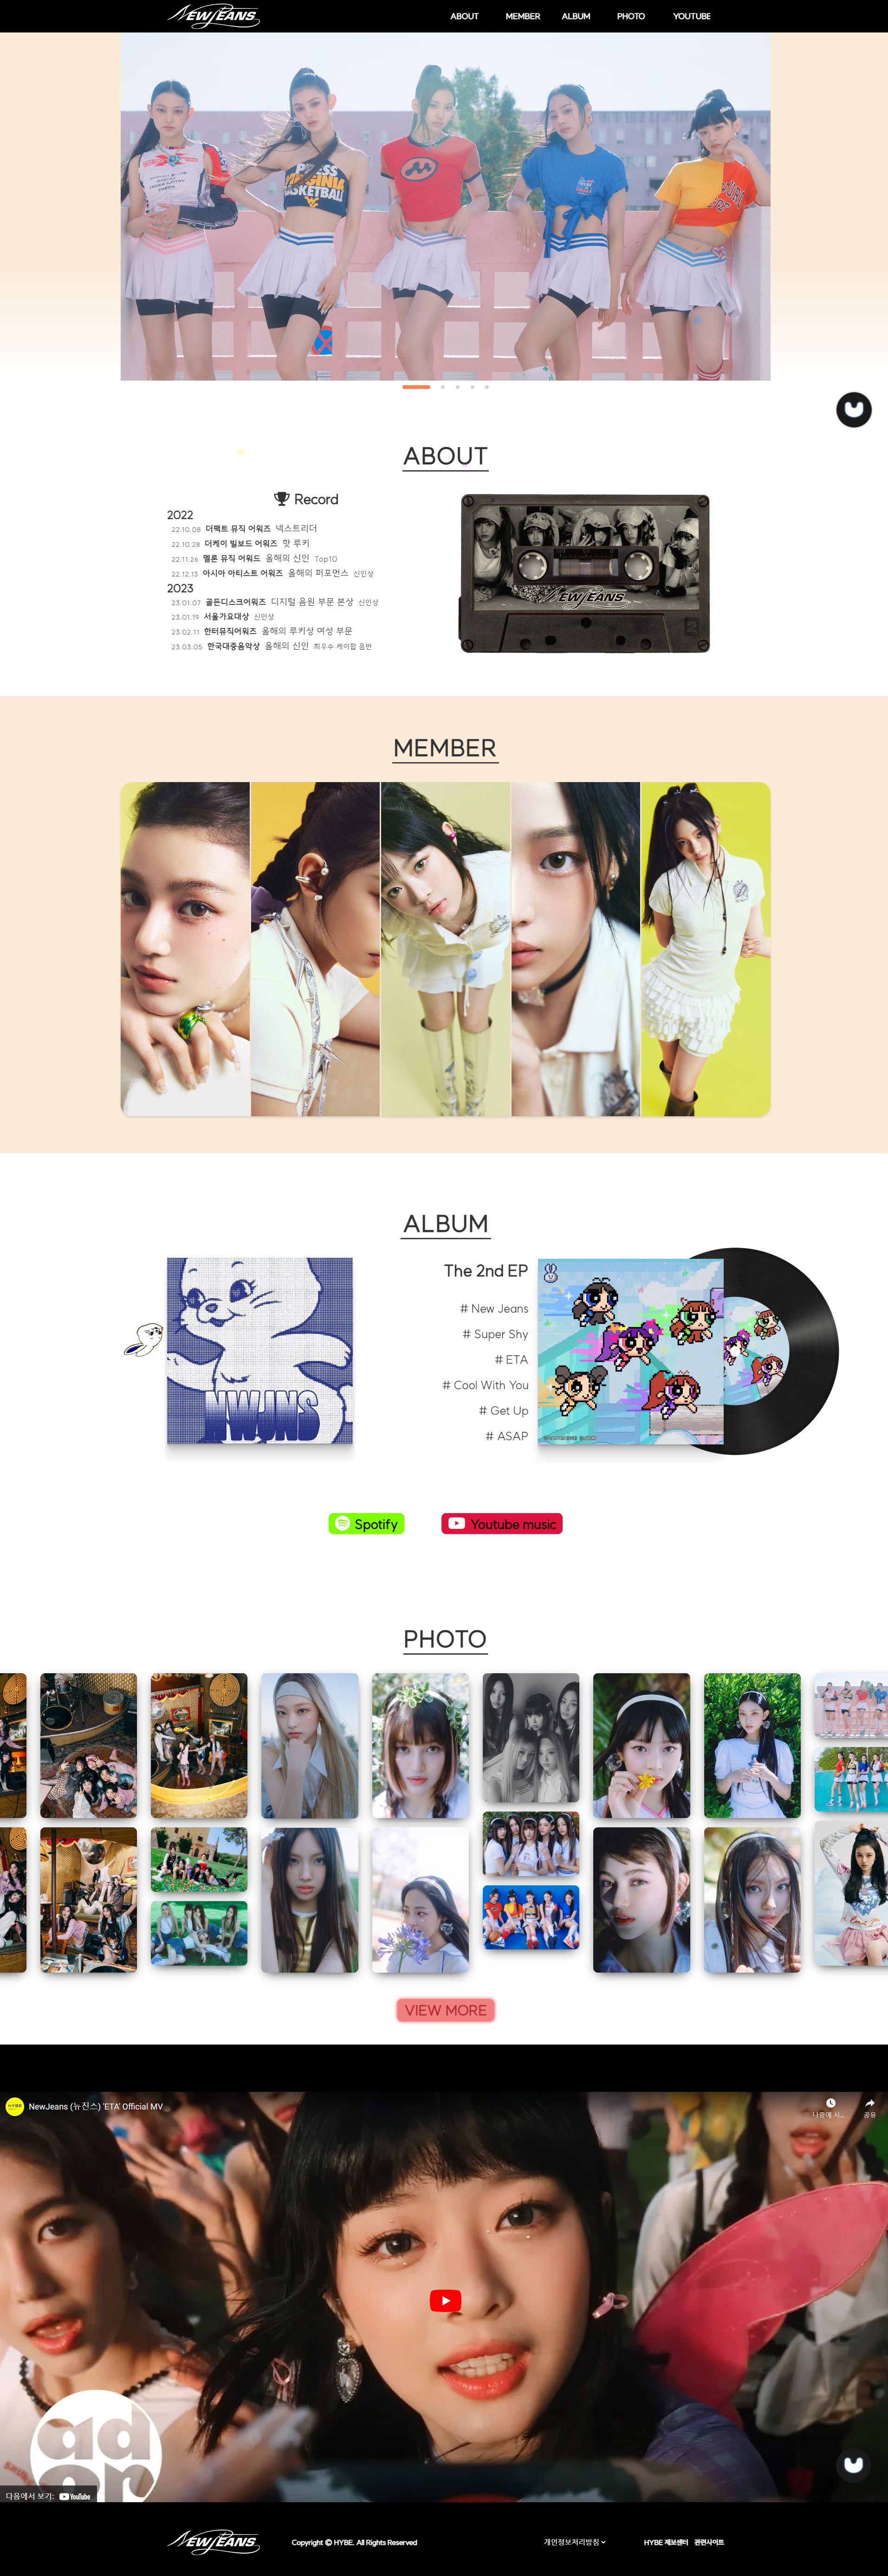 NEWJEANS
ABOUT MEMBER ALBUM PHOTO YOUTUBE
PRESS
VIRGINIA
BASKETBALL
ABOUT
Record
2022
22.10.08 더팩트 뮤직 어워즈 넥스트리더
22.10.28 더케이 빌보드 어워즈 핫 루키
22.11.26 멜론 뮤직 어워드 올해의 신인 Top10
22.12.13 아시아 아티스트 어워즈 올해의 퍼포먼스 신인상
2023
23.01.07 골든디스크어워즈 디지털 음원 부문 본상 신인상
23.01.19 서울가요대상 신인상
23.02.11 한터뮤직어워즈 올해의 루키상 여성 부문
23.03.05 한국대중음악상 올해의 신인 최우수 케이팝 음반
NEWJEANS
2
MEMBER
ALBUM
NWJNS
The 2nd EP
# New Jeans
# Super Shy
# ETA
# Cool With You
# Get Up
# ASAP
Spotify
Youtube music
PHOTO
VIEW MORE
HYBE
NewJeans (뉴진스) 'ETA' Official MV
나중에 시...
공유
다음에서 보기: YouTube
NEWJEANS
Copyright © HYBE. All Rights Reserved
개인정보처리방침
HYBE 제보센터 관련사이트